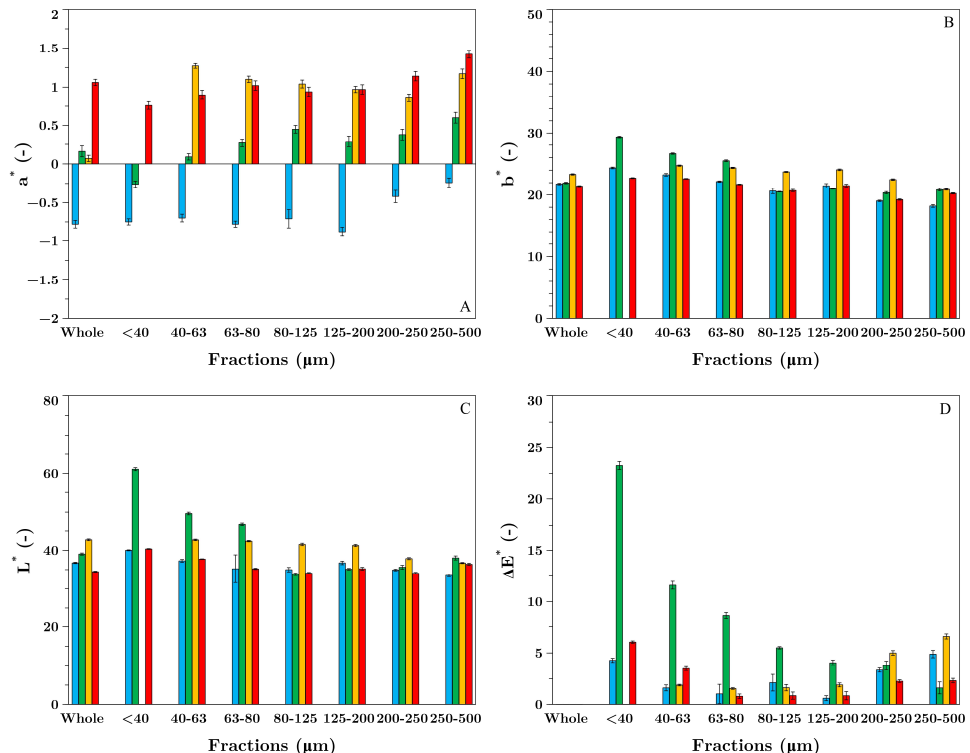 2
1.5
1
0.5
0
−0.5
−1
−1.5
−2
a* (-)
A
Whole <40 40-63 63-80 80-125 125-200 200-250 250-500
Fractions (µm)
50
40
30
20
10
0
b* (-)
B
Whole <40 40-63 63-80 80-125 125-200 200-250 250-500
Fractions (µm)
80
60
40
20
0
L* (-)
C
Whole <40 40-63 63-80 80-125 125-200 200-250 250-500
Fractions (µm)
30
25
20
15
10
5
0
ΔE* (-)
D
Whole <40 40-63 63-80 80-125 125-200 200-250 250-500
Fractions (µm)